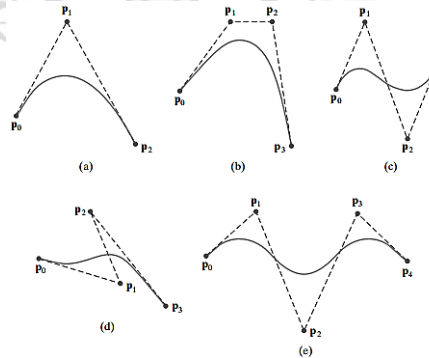 p₁
p₀
p₂
(a)
p₁ p₂
p₀
p₃
(b)
p₁
p₀
p₂
(c)
p₂
p₀
p₁
p₃
(d)
p₁ p₃
p₀ p₄
p₂
(e)